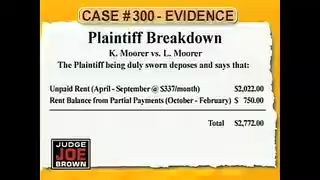 CASE # 300 - EVIDENCE
Plaintiff Breakdown
K. Moorer vs. L. Moorer
The Plaintiff being duly sworn deposes and says that:
Unpaid Rent (April - September @ $337/month) $2,022.00
Rent Balance from Partial Payments (October - February) $ 750.00
Total $2,772.00
JUDGE
JOE
BROWN